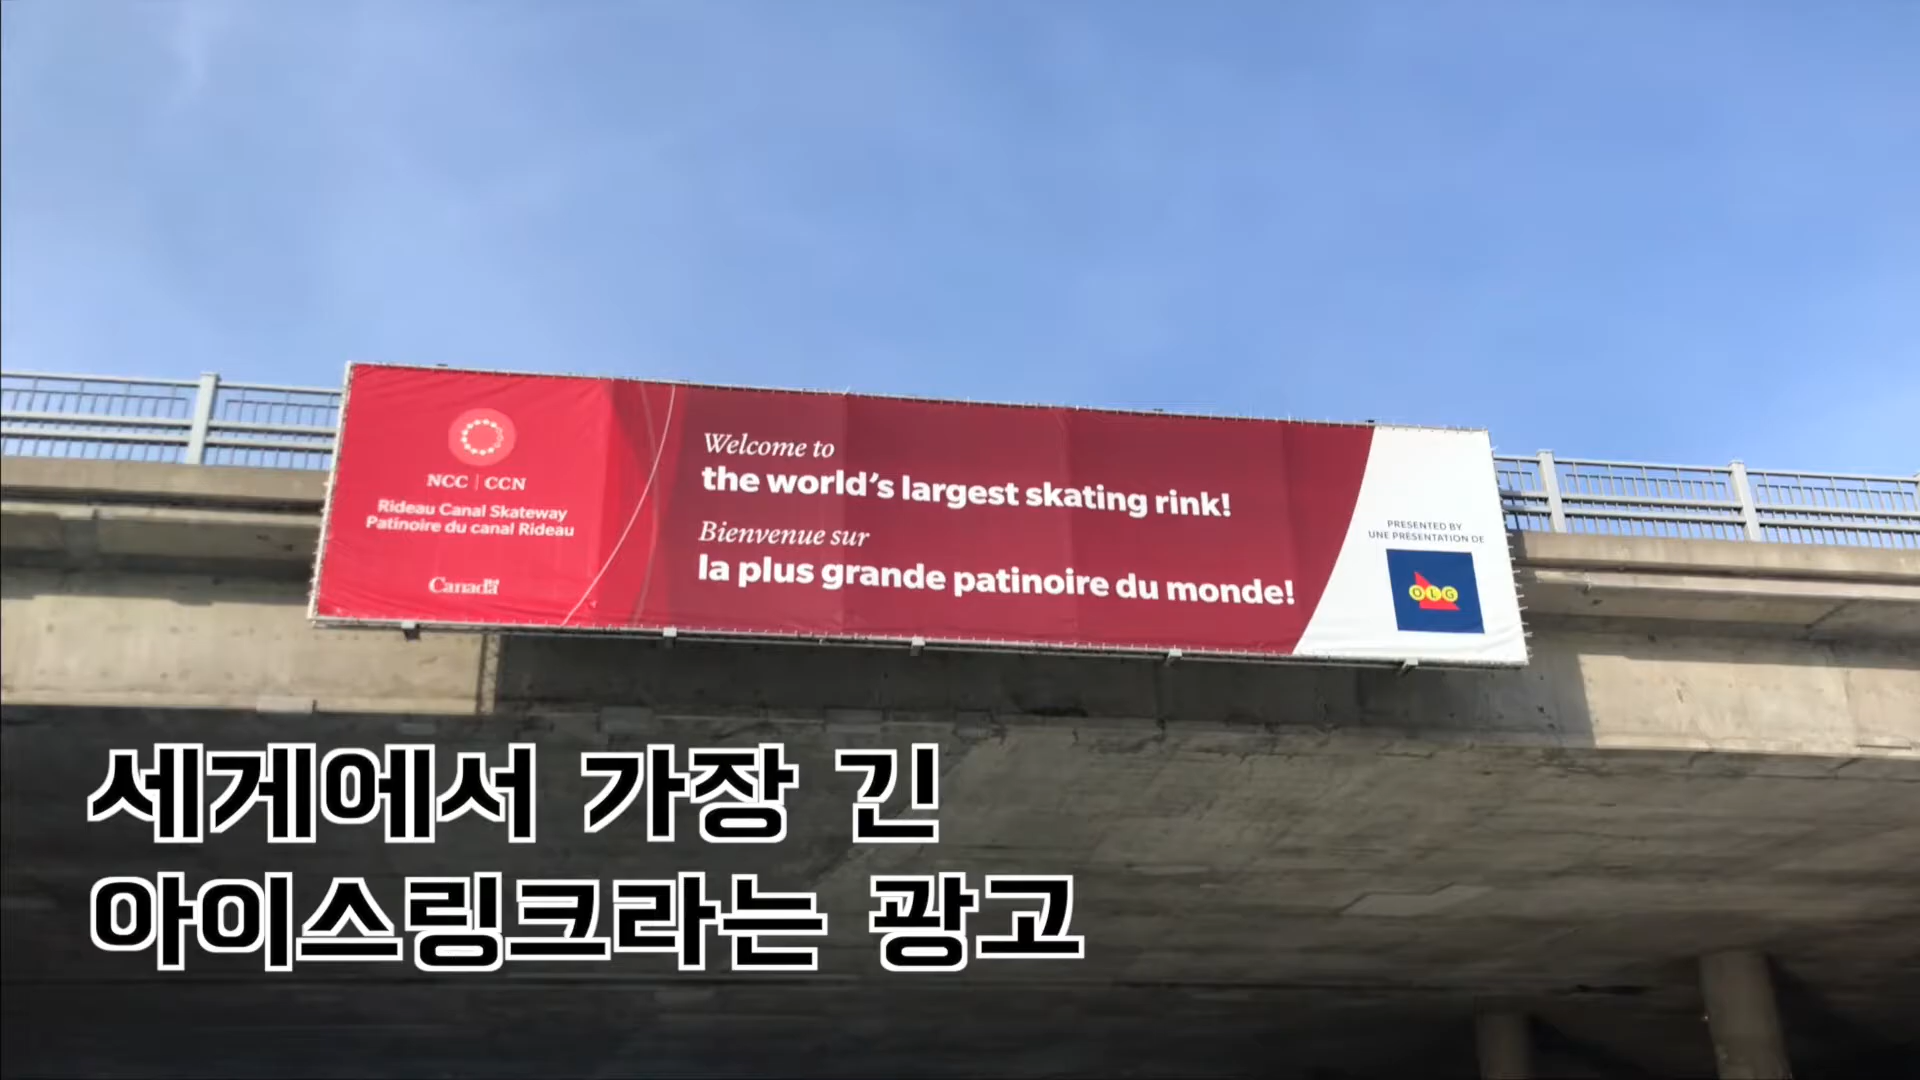 NCC | CCN
Rideau Canal Skateway
Patinoire du canal Rideau
Canada
Welcome to
the world's largest skating rink!
Bienvenue sur
la plus grande patinoire du monde!
PRESENTED BY
UNE PRÉSENTATION DE
OLG
세게에서 가장 긴
아이스링크라는 광고